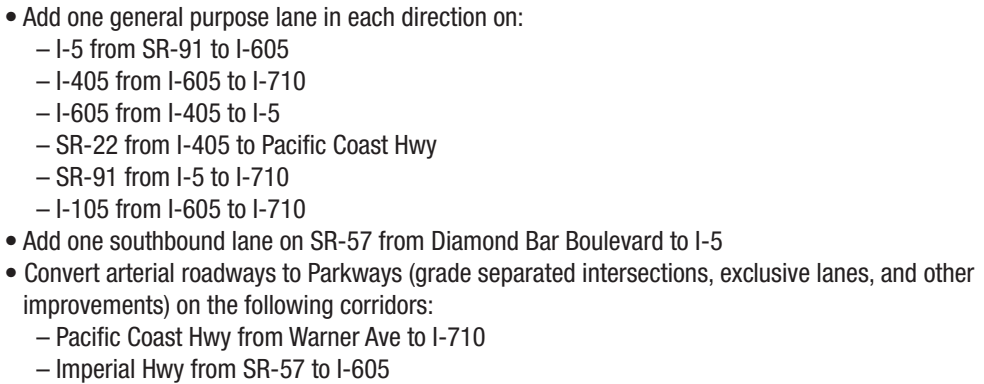 • Add one general purpose lane in each direction on:
– I-5 from SR-91 to I-605
– I-405 from I-605 to I-710
– I-605 from I-405 to I-5
– SR-22 from I-405 to Pacific Coast Hwy
– SR-91 from I-5 to I-710
– I-105 from I-605 to I-710
• Add one southbound lane on SR-57 from Diamond Bar Boulevard to I-5
• Convert arterial roadways to Parkways (grade separated intersections, exclusive lanes, and other
improvements) on the following corridors:
– Pacific Coast Hwy from Warner Ave to I-710
– Imperial Hwy from SR-57 to I-605